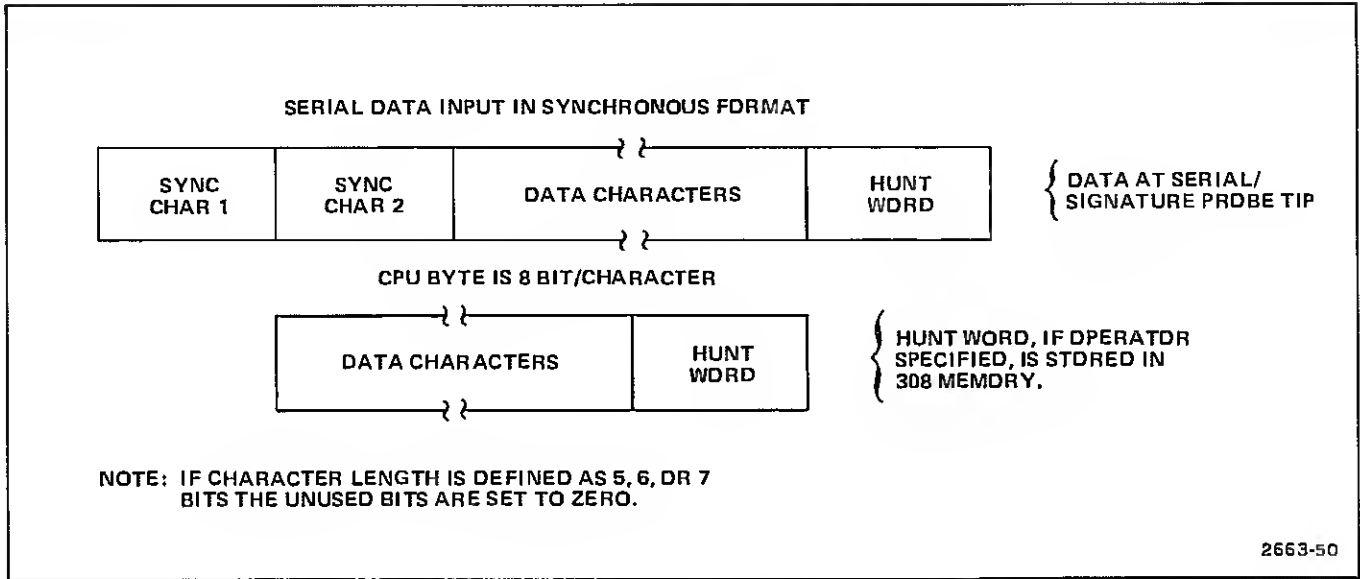 SERIAL DATA INPUT IN SYNCHRONOUS FORMAT
SYNC
CHAR 1
SYNC
CHAR 2
DATA CHARACTERS
HUNT
WORD
DATA AT SERIAL/
SIGNATURE PROBE TIP
CPU BYTE IS 8 BIT/CHARACTER
DATA CHARACTERS
HUNT
WORD
HUNT WORD, IF OPERATOR
SPECIFIED, IS STORED IN
308 MEMORY.
NOTE: IF CHARACTER LENGTH IS DEFINED AS 5, 6, OR 7
BITS THE UNUSED BITS ARE SET TO ZERO.
2663-50